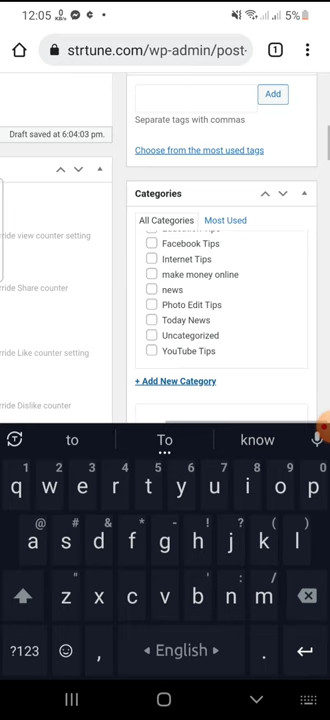 12:05 0 KB/s 5%
strtune.com/wp-admin/post- 1
Add
Separate tags with commas
Draft saved at 6:04:03 pm.
Choose from the most used tags
Categories
ride view counter setting
All Categories Most Used
Facebook Tips
Internet Tips
make money online
ride Share counter
news
Photo Edit Tips
Today News
Uncategorized
ride Like counter setting
YouTube Tips
+ Add New Category
ride Dislike counter
to To know
1 2 3 4 5 6 7 8 9 0
q w e r t y u i o p
@ # & * - ! ? ( )
a s d f g h j k l
" ' : ; /
z x c v b n m
?123 , English .